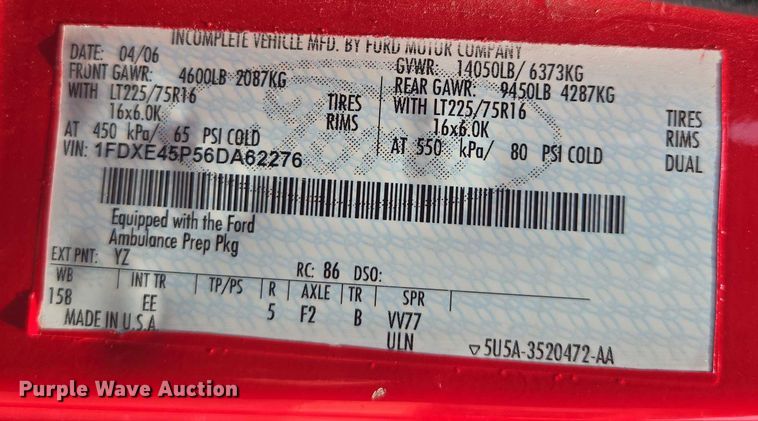 INCOMPLETE VEHICLE MFD. BY FORD MOTOR COMPANY
DATE: 04/06 GVWR: 14050LB/ 6373KG
FRONT GAWR: 4600LB 2087KG REAR GAWR: 9450LB 4287KG
WITH LT225/75R16 TIRES WITH LT225/75R16 TIRES
16x6.0K RIMS 16x6.0K RIMS
AT 450 kPa/ 65 PSI COLD AT 550 kPa/ 80 PSI COLD DUAL
VIN: 1FDXE45P56DA62276
Equipped with the Ford
Ambulance Prep Pkg
EXT PNT: YZ RC: 86 DSO:
WB INT TR TP/PS R AXLE TR SPR
158 EE 5 F2 B VV77
MADE IN U.S.A. ULN ▽5U5A-3520472-AA
Purple Wave Auction